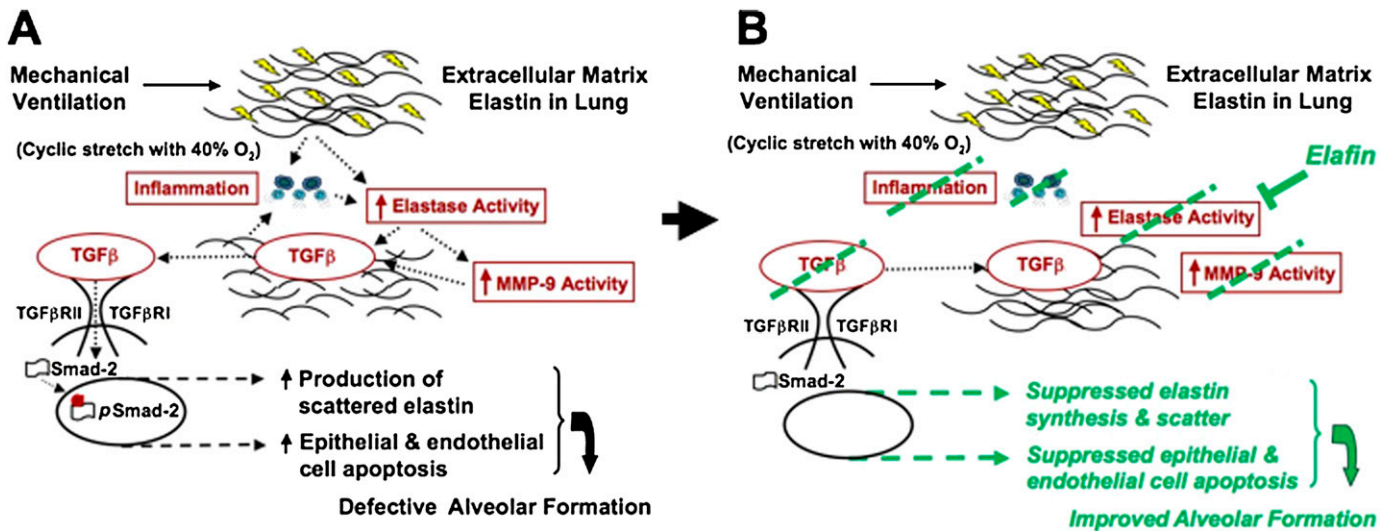 A
Mechanical
Ventilation
Extracellular Matrix
Elastin in Lung
(Cyclic stretch with 40% O₂)
Inflammation
Elastase Activity
TGFβ
TGFβ
MMP-9 Activity
TGFβRII
TGFβRI
Smad-2
pSmad-2
Production of
scattered elastin
Epithelial & endothelial
cell apoptosis
Defective Alveolar Formation
B
Mechanical
Ventilation
Extracellular Matrix
Elastin in Lung
(Cyclic stretch with 40% O₂)
Elafin
Inflammation
Elastase Activity
TGFβ
TGFβ
MMP-9 Activity
TGFβRII
TGFβRI
Smad-2
Suppressed elastin
synthesis & scatter
Suppressed epithelial &
endothelial cell apoptosis
Improved Alveolar Formation